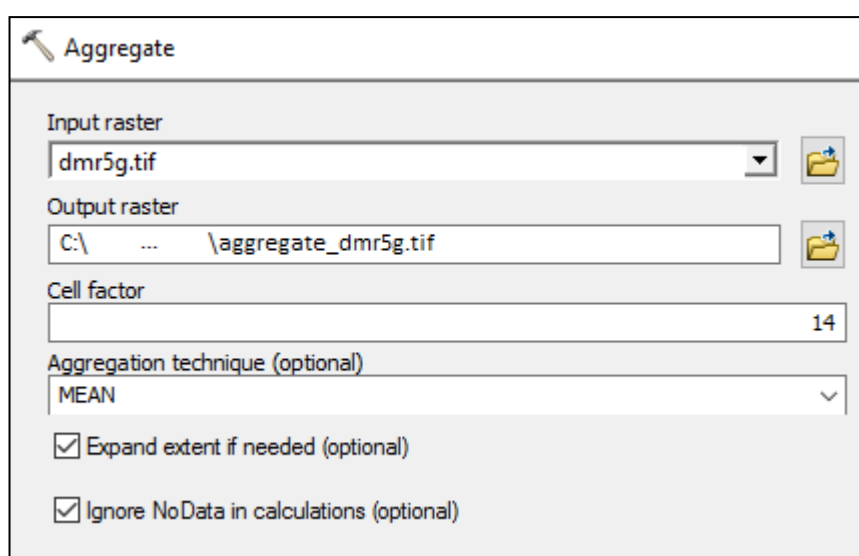 Aggregate
Input raster
dmr5g.tif
Output raster
C:\ ... \aggregate_dmr5g.tif
Cell factor
14
Aggregation technique (optional)
MEAN
Expand extent if needed (optional)
Ignore NoData in calculations (optional)